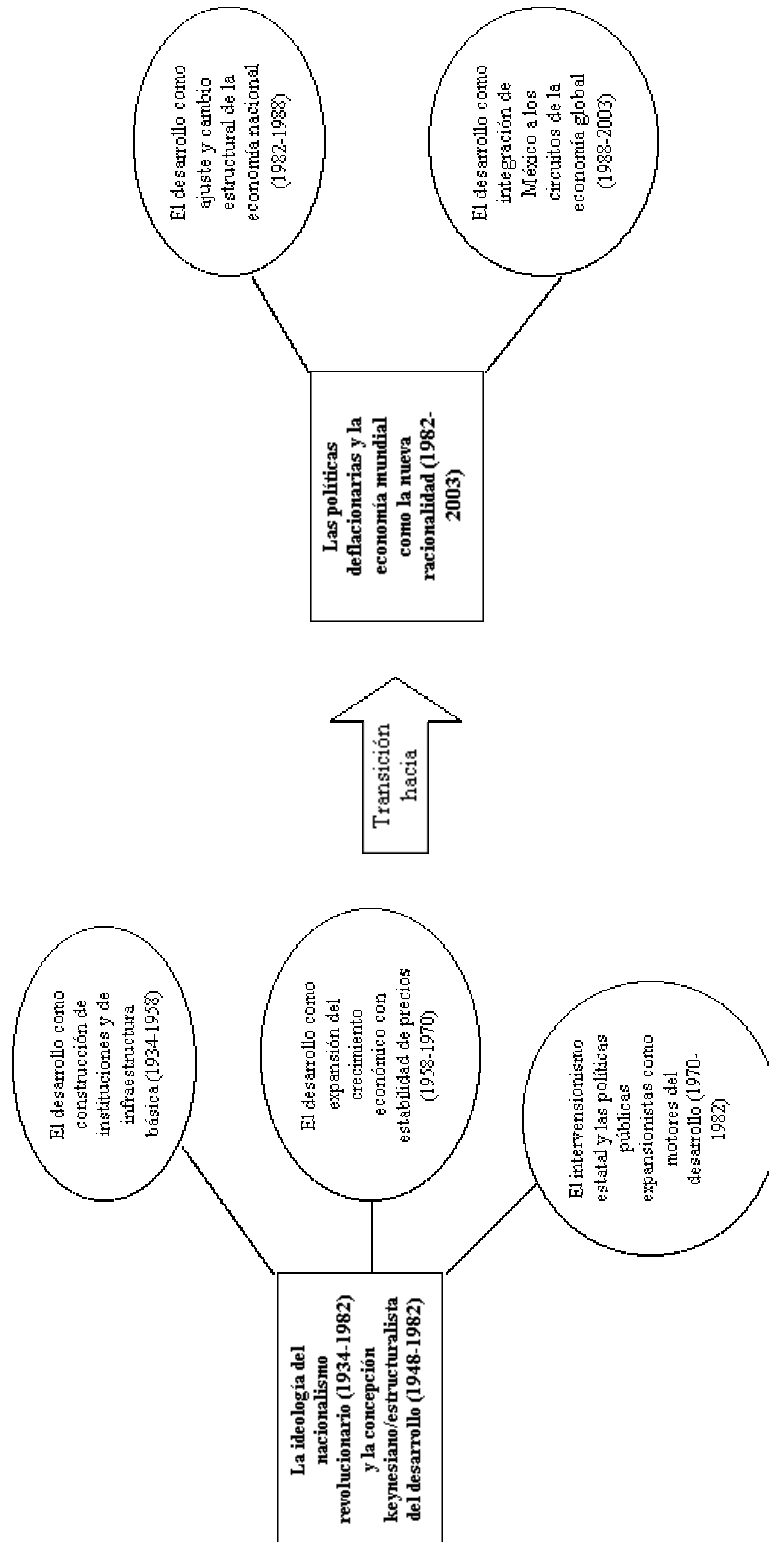 La ideología del
nacionalismo
revolucionario (1934-1982)
y la concepción
keynesiano/estructuralista
del desarrollo (1948-1982)
El desarrollo como
construcción de
instituciones y de
infraestructura
básica (1934-1958)
El desarrollo como
expansión del
crecimiento
económico con
estabilidad de precios
(1958-1970)
El intervensionismo
estatal y las políticas
públicas
expansionistas como
motores del
desarrollo (1970-
1982)
Transición
hacia
Las políticas
deflacionarias y la
economía mundial
como la nueva
racionalidad (1982-
2003)
El desarrollo como
ajuste y cambio
estructural de la
economía nacional
(1982-1988)
El desarrollo como
integración de
México a los
circuitos de la
economía global
(1988-2003)